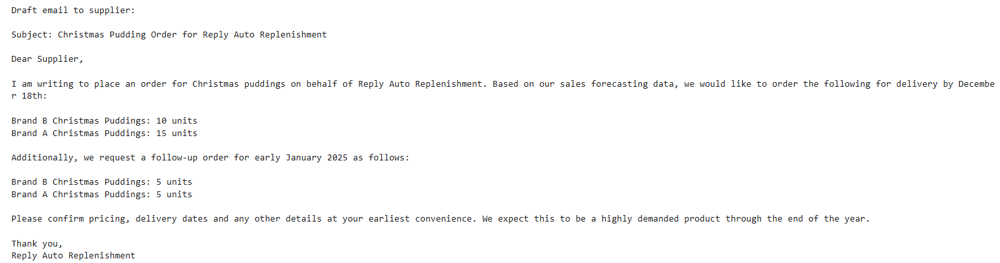 Draft email to supplier:
Subject: Christmas Pudding Order for Reply Auto Replenishment
Dear Supplier,
I am writing to place an order for Christmas puddings on behalf of Reply Auto Replenishment. Based on our sales forecasting data, we would like to order the following for delivery by Decembe
r 18th:
Brand B Christmas Puddings: 10 units
Brand A Christmas Puddings: 15 units
Additionally, we request a follow-up order for early January 2025 as follows:
Brand B Christmas Puddings: 5 units
Brand A Christmas Puddings: 5 units
Please confirm pricing, delivery dates and any other details at your earliest convenience. We expect this to be a highly demanded product through the end of the year.
Thank you,
Reply Auto Replenishment